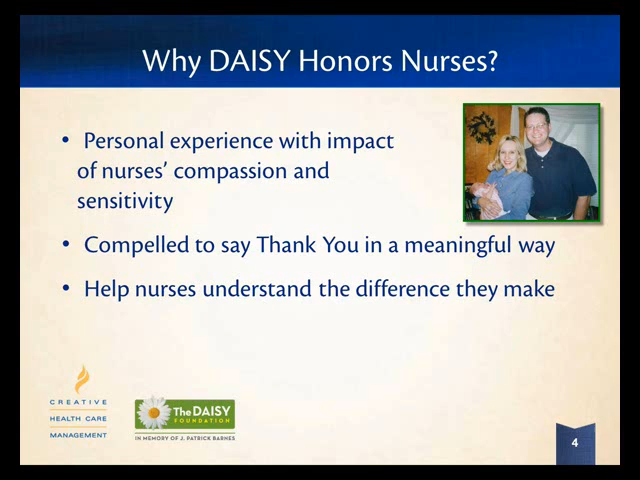 Why DAISY Honors Nurses?
• Personal experience with impact
of nurses’ compassion and
sensitivity
• Compelled to say Thank You in a meaningful way
• Help nurses understand the difference they make
CREATIVE
HEALTH CARE
MANAGEMENT
The DAISY
FOUNDATION
IN MEMORY OF J. PATRICK BARNES
4